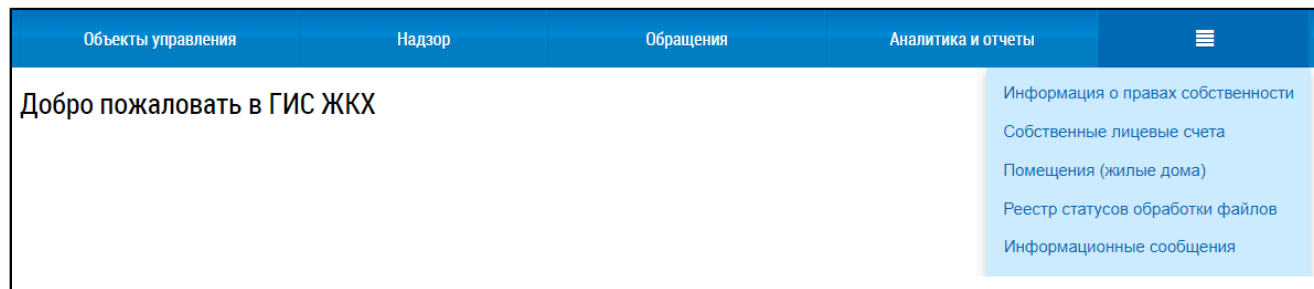 Объекты управления Надзор Обращения Аналитика и отчеты
Добро пожаловать в ГИС ЖКХ
Информация о правах собственности
Собственные лицевые счета
Помещения (жилые дома)
Реестр статусов обработки файлов
Информационные сообщения